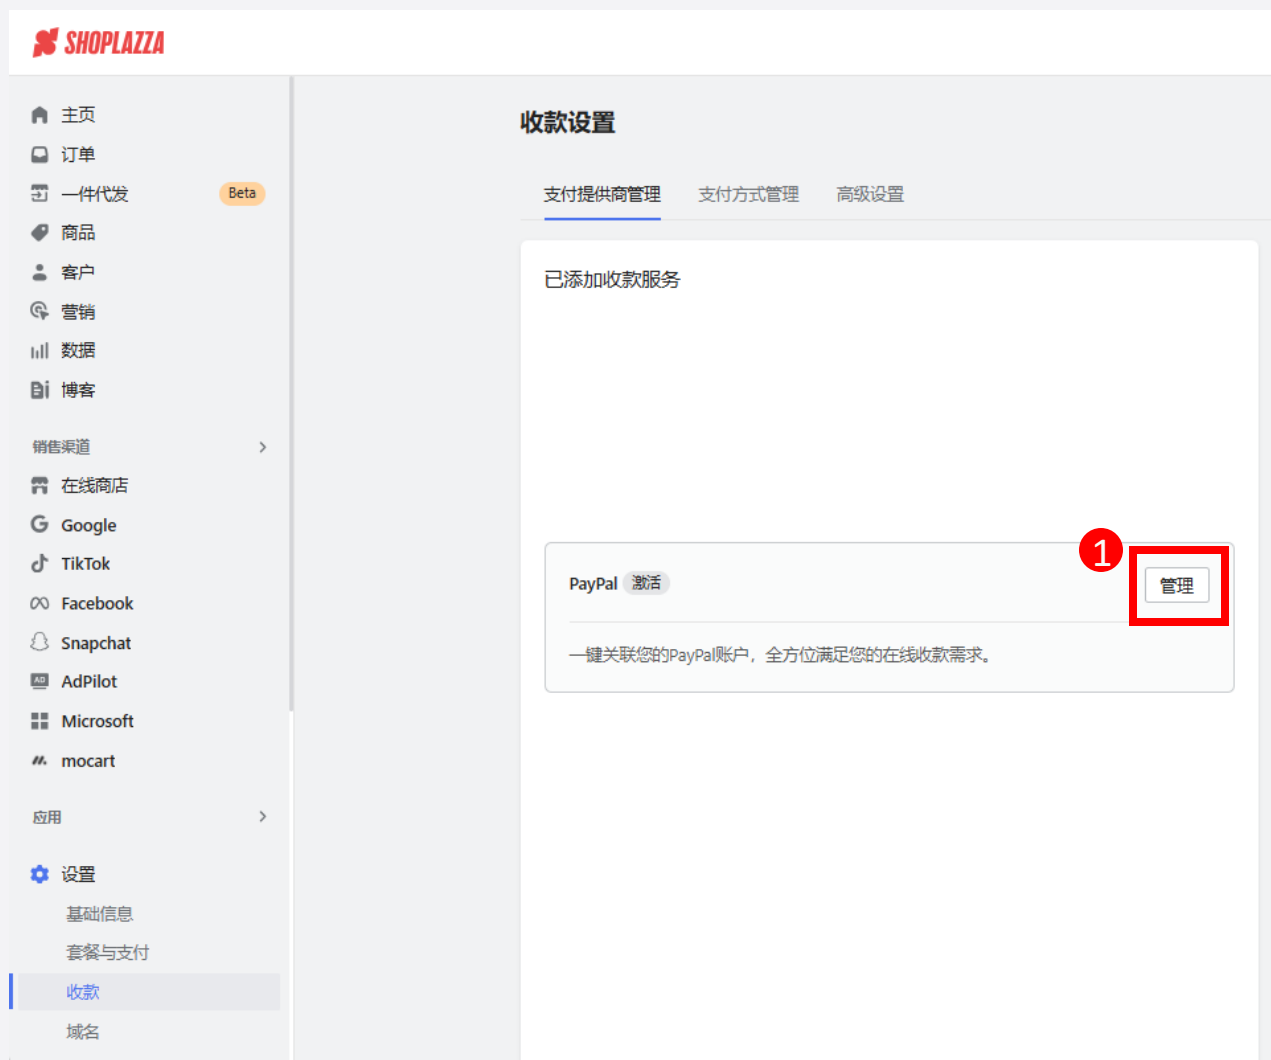 SHOPLAZZA
主页
订单
一件代发 Beta
商品
客户
营销
数据
博客
销售渠道
在线商店
Google
TikTok
Facebook
Snapchat
AD AdPilot
Microsoft
mocart
应用
设置
基础信息
套餐与支付
收款
域名
收款设置
支付提供商管理 支付方式管理 高级设置
已添加收款服务
1
PayPal 激活 管理
一键关联您的PayPal账户，全方位满足您的在线收款需求。